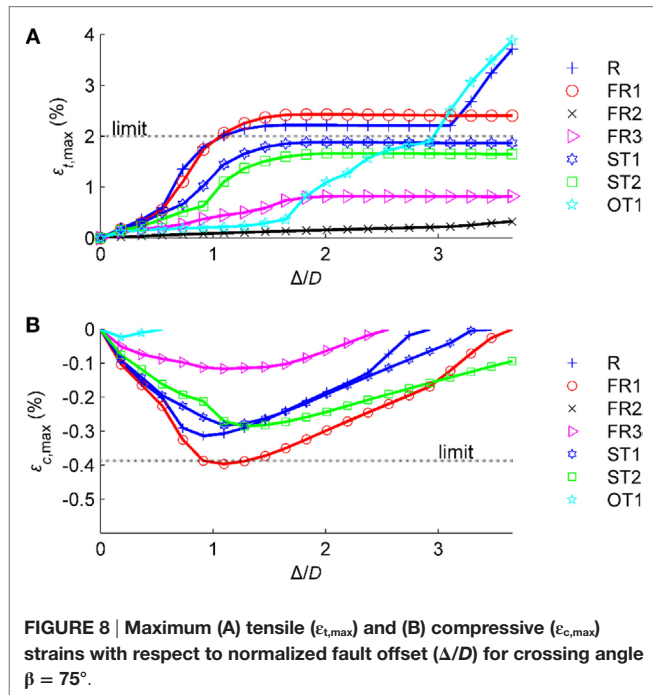 A
4
3
2
1
0
ε_t,max (%)
limit
0
1
2
3
Δ/D
R
FR1
FR2
FR3
ST1
ST2
OT1
B
0
-0.1
-0.2
-0.3
-0.4
-0.5
ε_c,max (%)
limit
0
1
2
3
Δ/D
R
FR1
FR2
FR3
ST1
ST2
OT1
FIGURE 8 | Maximum (A) tensile (ε_t,max) and (B) compressive (ε_c,max)
strains with respect to normalized fault offset (Δ/D) for crossing angle
β = 75°.